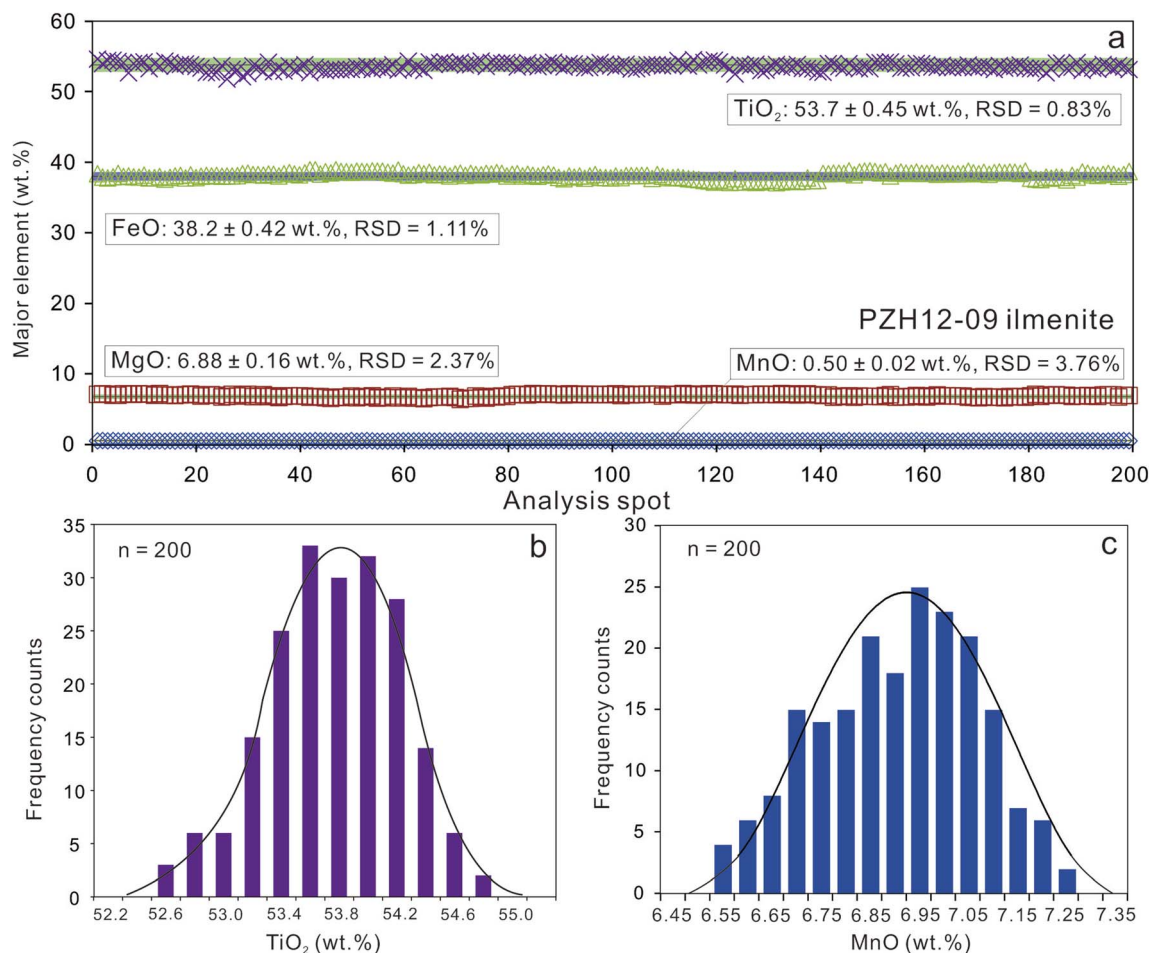 60
50
40
30
20
10
0
a
TiO₂: 53.7 ± 0.45 wt.%, RSD = 0.83%
FeO: 38.2 ± 0.42 wt.%, RSD = 1.11%
PZH12-09 ilmenite
MgO: 6.88 ± 0.16 wt.%, RSD = 2.37%
MnO: 0.50 ± 0.02 wt.%, RSD = 3.76%
Major element (wt.%)
0 20 40 60 80 100 120 140 160 180 200
Analysis spot
35
30
25
20
15
10
5
0
n = 200
b
Frequency counts
52.2 52.6 53.0 53.4 53.8 54.2 54.6 55.0
TiO₂ (wt.%)
30
25
20
15
10
5
0
n = 200
c
Frequency counts
6.45 6.55 6.65 6.75 6.85 6.95 7.05 7.15 7.25 7.35
MnO (wt.%)